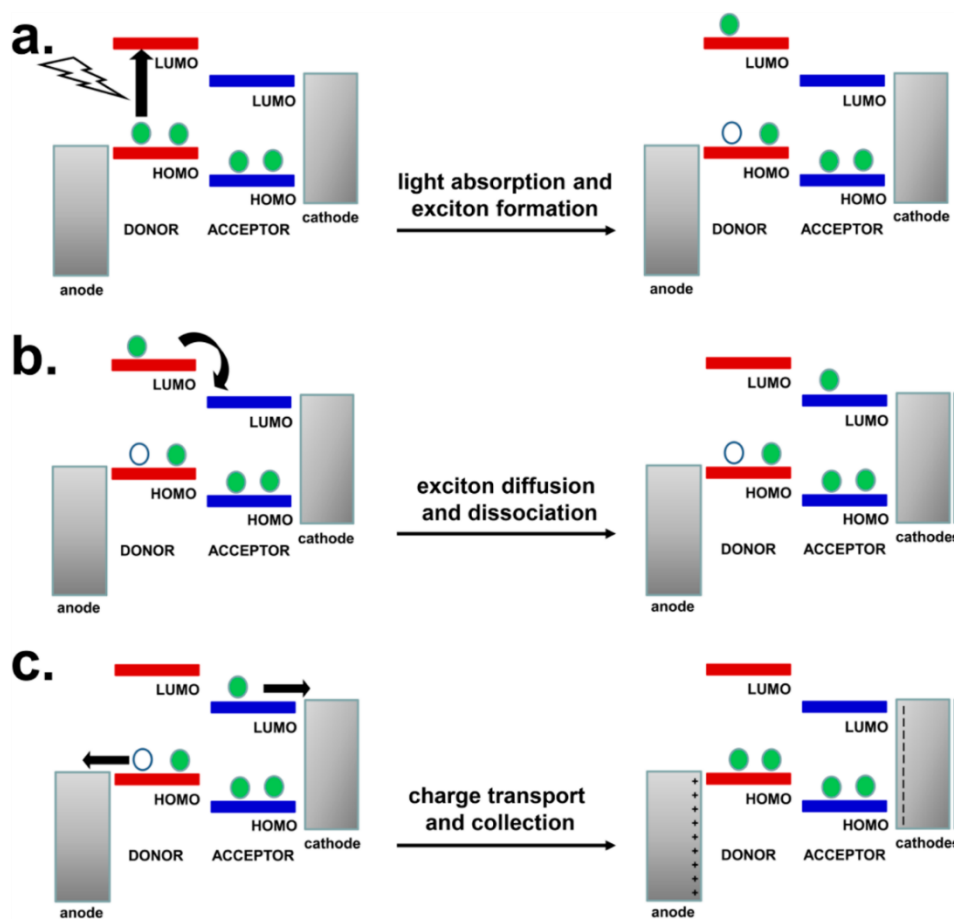 a.
LUMO
LUMO
HOMO
HOMO
cathode
DONOR ACCEPTOR
anode
light absorption and
exciton formation
LUMO
LUMO
HOMO
HOMO
cathode
DONOR ACCEPTOR
anode
b.
LUMO
LUMO
HOMO
HOMO
cathode
DONOR ACCEPTOR
anode
exciton diffusion
and dissociation
LUMO
LUMO
HOMO
HOMO
cathodes
DONOR ACCEPTOR
anode
c.
LUMO
LUMO
HOMO
HOMO
cathode
DONOR ACCEPTOR
anode
charge transport
and collection
LUMO
LUMO
HOMO
HOMO
cathodes
DONOR ACCEPTOR
anode
+
+
+
+
+
+
+
+
+